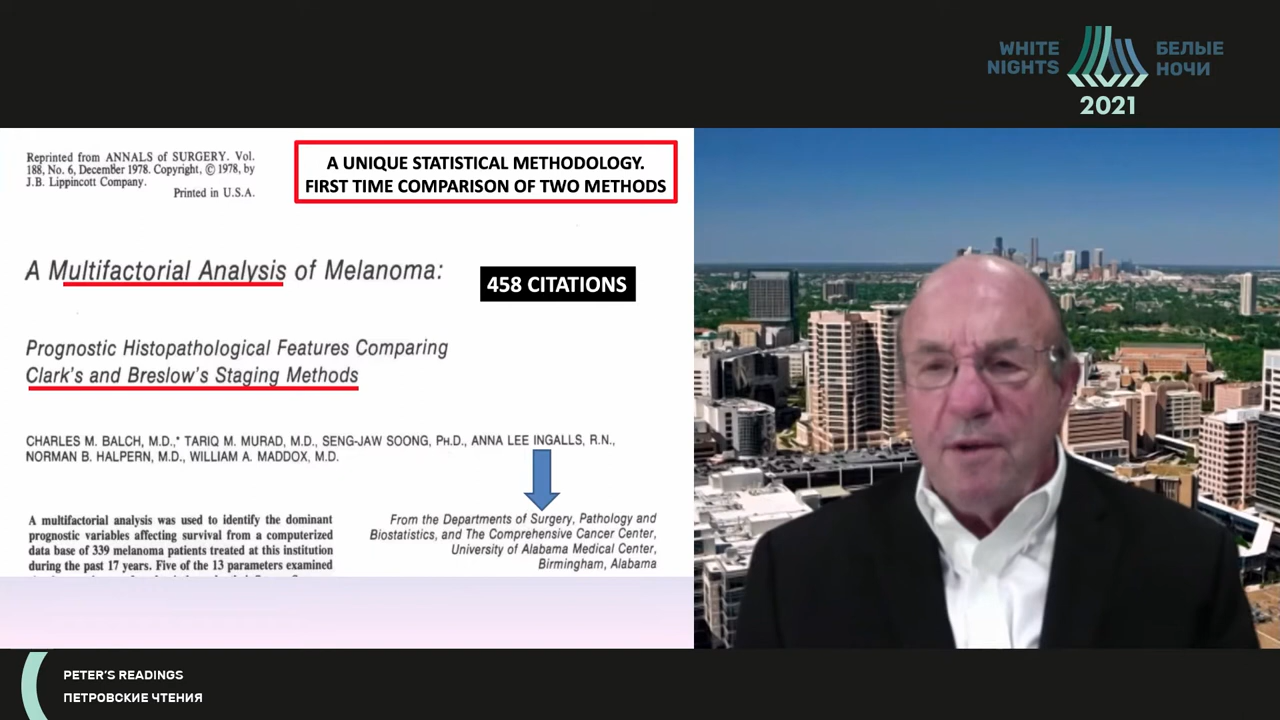 WHITE
NIGHTS
БЕЛЫЕ
НОЧИ
2021
Reprinted from ANNALS of SURGERY. Vol.
188, No. 6, December 1978. Copyright, © 1978, by
J.B. Lippincott Company.
Printed in U.S.A.
A UNIQUE STATISTICAL METHODOLOGY.
FIRST TIME COMPARISON OF TWO METHODS
A Multifactorial Analysis of Melanoma:
458 CITATIONS
Prognostic Histopathological Features Comparing
Clark's and Breslow's Staging Methods
CHARLES M. BALCH, M.D.,* TARIQ M. MURAD, M.D., SENG-JAW SOONG, PH.D., ANNA LEE INGALLS, R.N.,
NORMAN B. HALPERN, M.D., WILLIAM A. MADDOX, M.D.
A multifactorial analysis was used to identify the dominant
prognostic variables affecting survival from a computerized
data base of 339 melanoma patients treated at this institution
during the past 17 years. Five of the 13 parameters examined
From the Departments of Surgery, Pathology and
Biostatistics, and The Comprehensive Cancer Center,
University of Alabama Medical Center,
Birmingham, Alabama
PETER'S READINGS
ПЕТРОВСКИЕ ЧТЕНИЯ